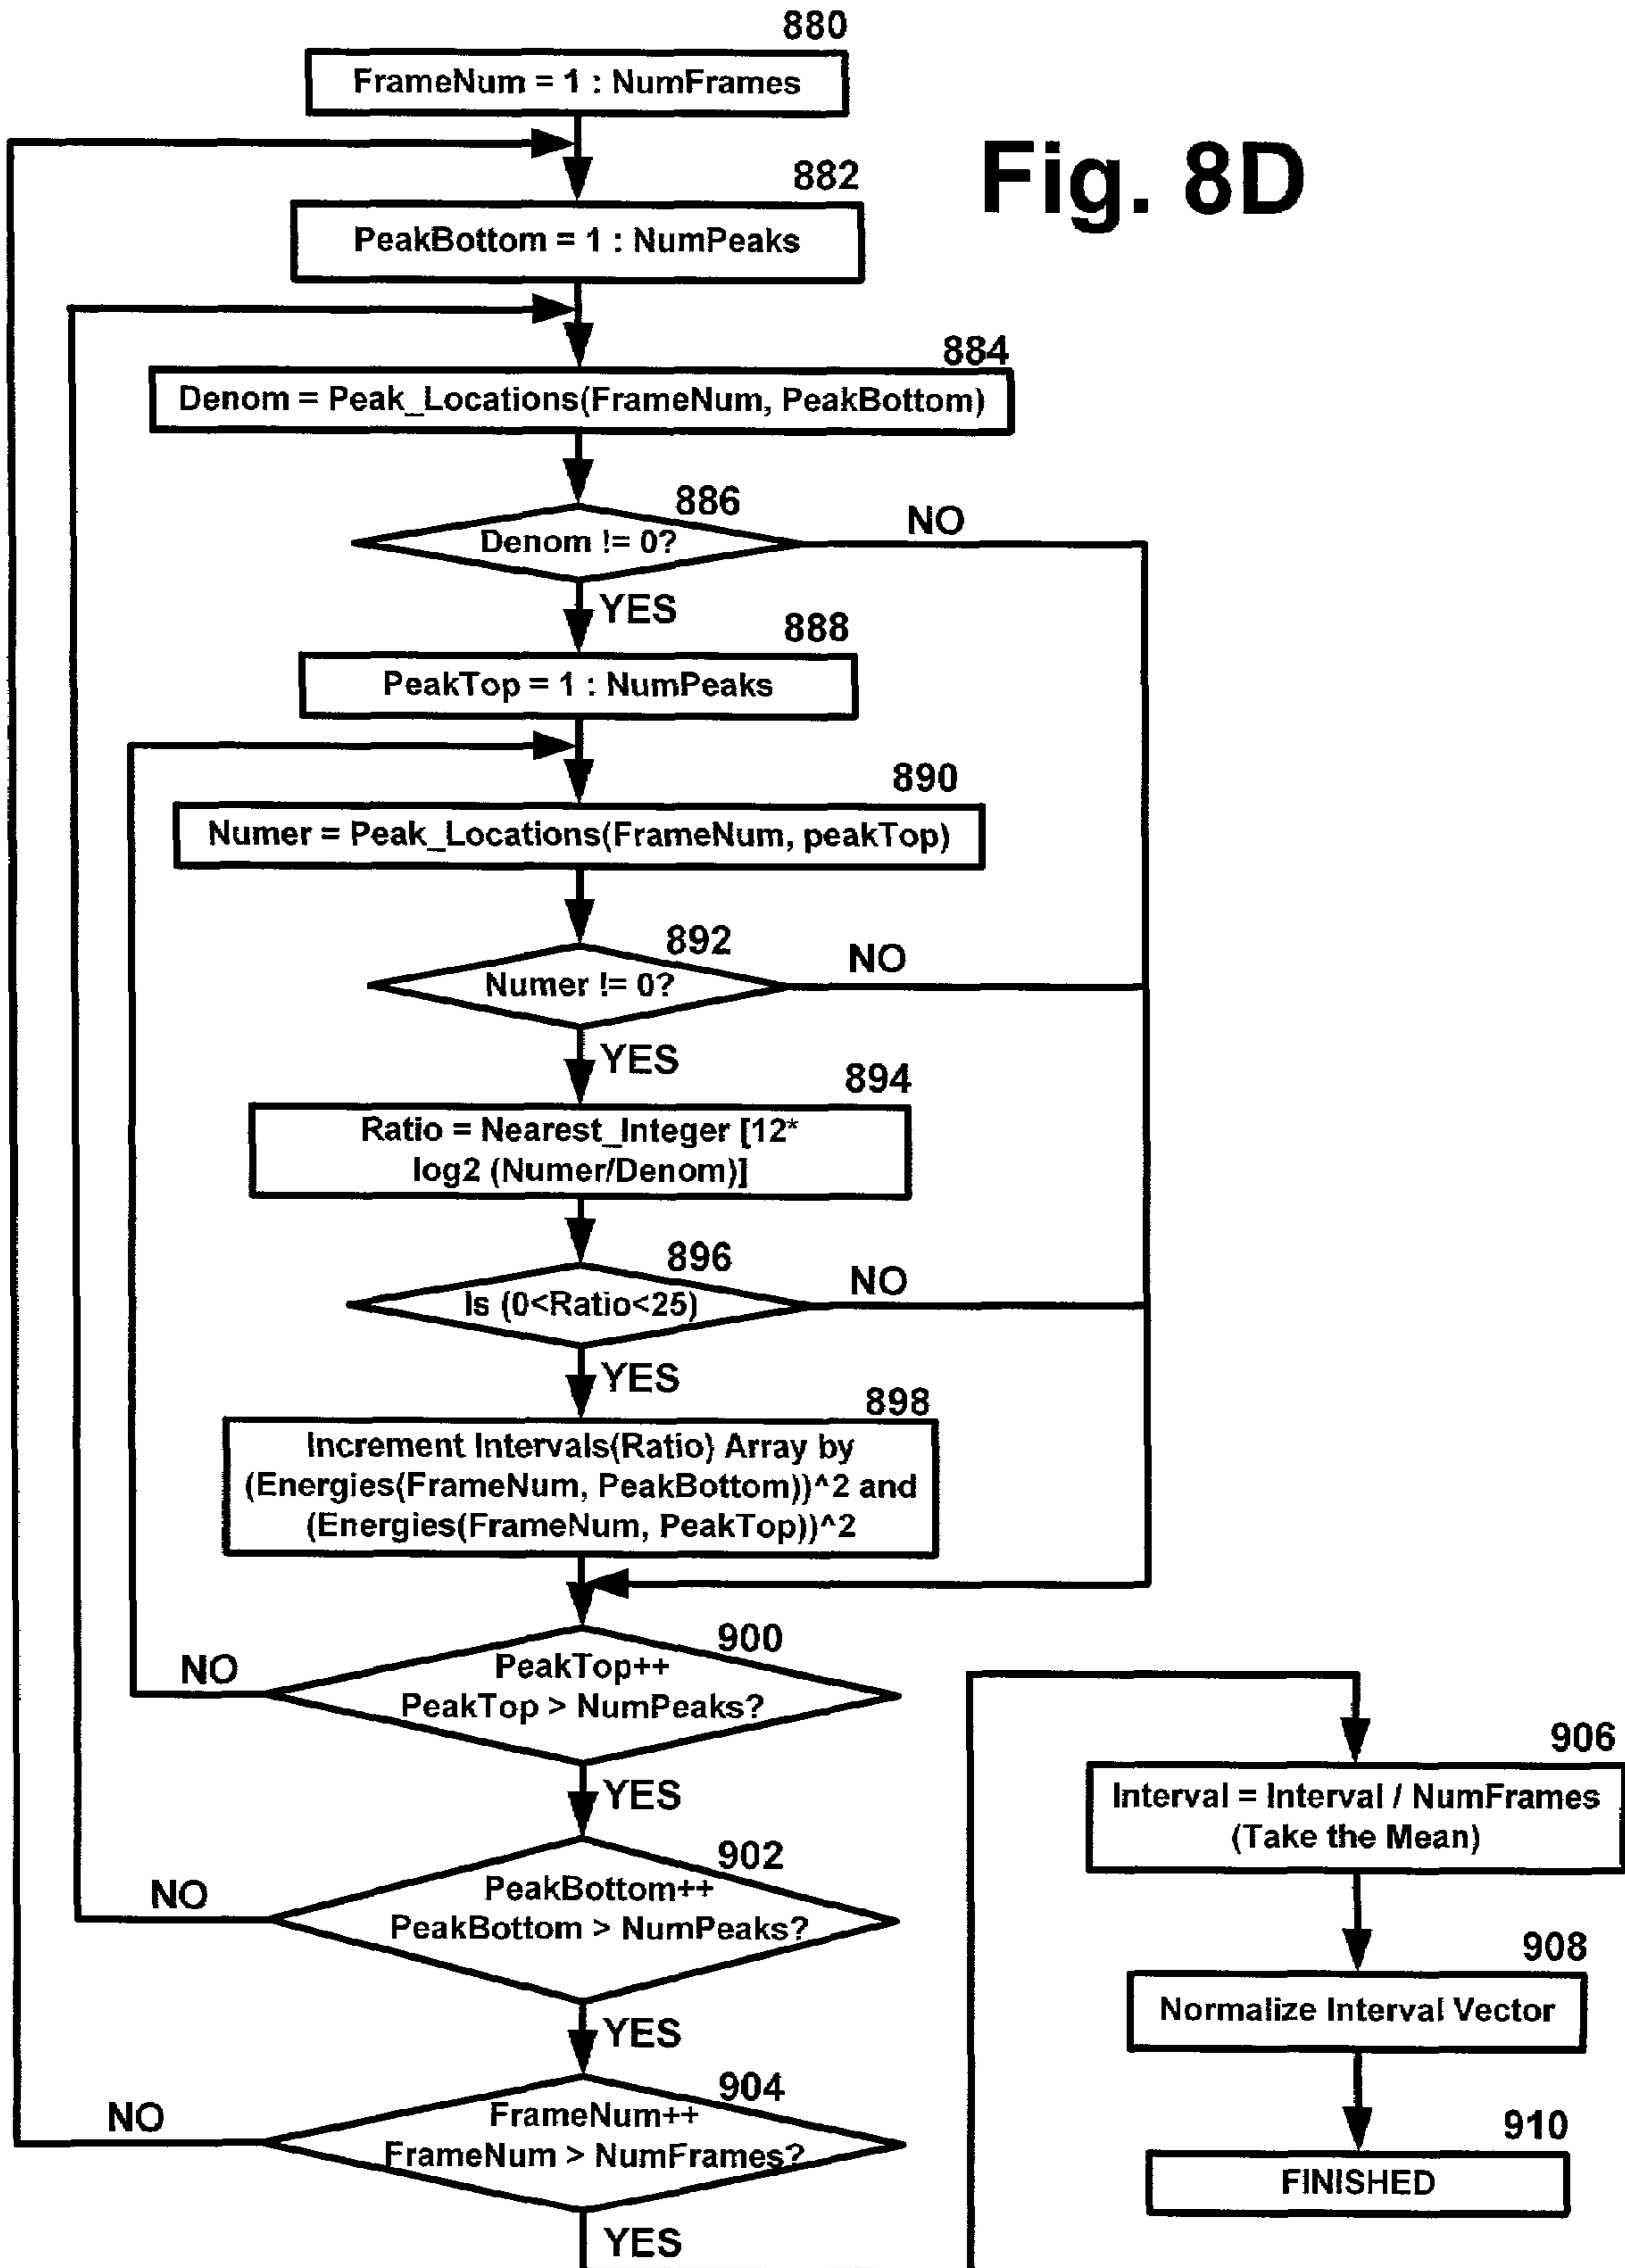 880
FrameNum = 1 : NumFrames
Fig. 8D
882
PeakBottom = 1 : NumPeaks
884
Denom = Peak_Locations(FrameNum, PeakBottom)
886
NO
Denom != 0?
YES
888
PeakTop = 1 : NumPeaks
890
Numer = Peak_Locations(FrameNum, peakTop)
892
NO
Numer != 0?
YES
894
Ratio = Nearest_Integer [12*
log2 (Numer/Denom)]
896
NO
Is (0<Ratio<25)
YES
898
Increment Intervals(Ratio) Array by
(Energies(FrameNum, PeakBottom))^2 and
(Energies(FrameNum, PeakTop))^2
900
NO
PeakTop++
PeakTop > NumPeaks?
YES
902
NO
PeakBottom++
PeakBottom > NumPeaks?
YES
904
NO
FrameNum++
FrameNum > NumFrames?
YES
906
Interval = Interval / NumFrames
(Take the Mean)
908
Normalize Interval Vector
910
FINISHED